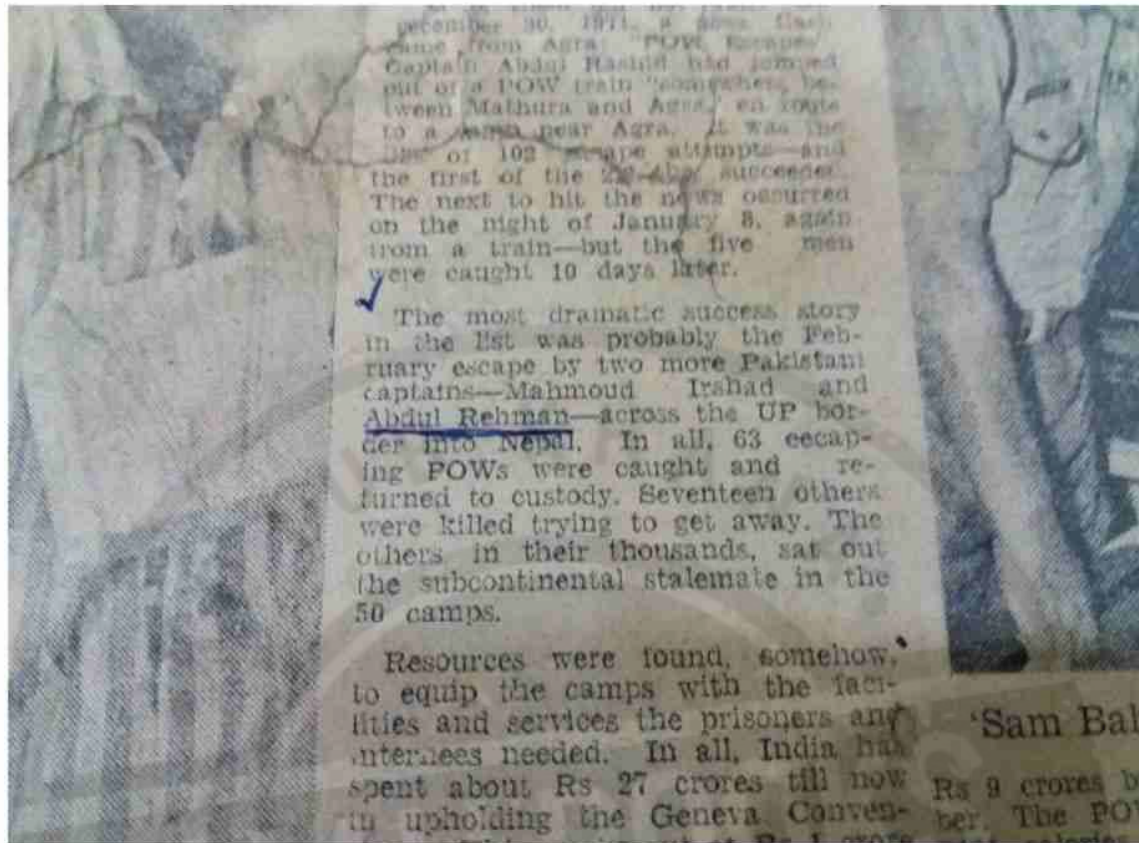 December 30, 1971, a news flash
came from Agra: "POW Escapes"
Captain Abdul Rashid had jumped
out of a POW train "somewhere be-
tween Mathura and Agra," en route
to a camp near Agra. It was the
of 102 escape attempts—and
the first of the succeeded.
The next to hit the news occurred
on the night of January 8, again
from a train—but the five men
were caught 10 days later.
The most dramatic success story
in the list was probably the Feb-
ruary escape by two more Pakistani
captains—Mahmoud Irshad and
Abdul Rehman—across the UP bor-
der into Nepal. In all, 63 eecap-
ing POWs were caught and re-
turned to custody. Seventeen others
were killed trying to get away. The
others in their thousands, sat out
the subcontinental stalemate in the
50 camps.
Resources were found, somehow,
to equip the camps with the faci-
lities and services the prisoners and
internees needed. In all, India has
spent about Rs 27 crores till now
in upholding the Geneva Conven-
'Sam Bal
Rs 9 crores b
ber. The PO